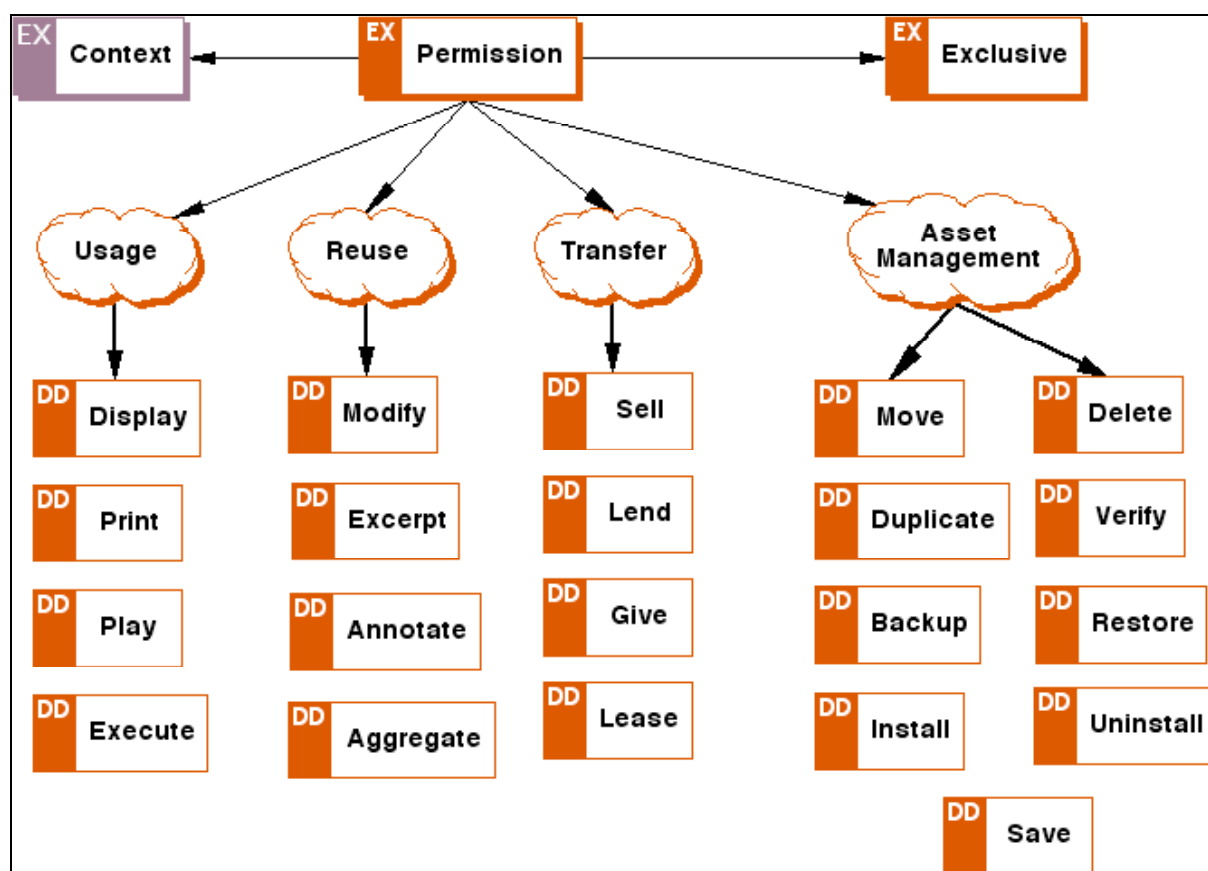 EX Context
EX Permission
EX Exclusive
Usage
Reuse
Transfer
Asset
Management
DD Display
DD Modify
DD Sell
DD Move
DD Delete
DD Print
DD Excerpt
DD Lend
DD Duplicate
DD Verify
DD Play
DD Annotate
DD Give
DD Backup
DD Restore
DD Execute
DD Aggregate
DD Lease
DD Install
DD Uninstall
DD Save